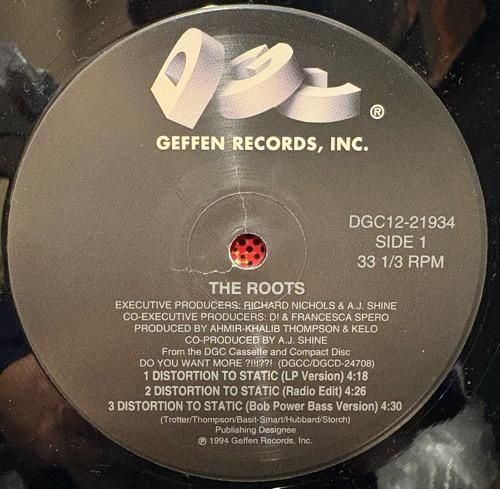 DGC
®
GEFFEN RECORDS, INC.
DGC12-21934
SIDE 1
33 1/3 RPM
THE ROOTS
EXECUTIVE PRODUCERS: RICHARD NICHOLS & A.J. SHINE
CO-EXECUTIVE PRODUCERS: D! & FRANCESCA SPERO
PRODUCED BY AHMIR-KHALIB THOMPSON & KELO
CO-PRODUCED BY A.J. SHINE
From the DGC Cassette and Compact Disc
DO YOU WANT MORE ?!!!??! (DGCC/DGCD-24708)
1 DISTORTION TO STATIC (LP Version) 4:18
2 DISTORTION TO STATIC (Radio Edit) 4:26
3 DISTORTION TO STATIC (Bob Power Bass Version) 4:30
(Trotter/Thompson/Basit-Smart/Hubbard/Storch)
Publishing Designee
℗ 1994 Geffen Records, Inc.